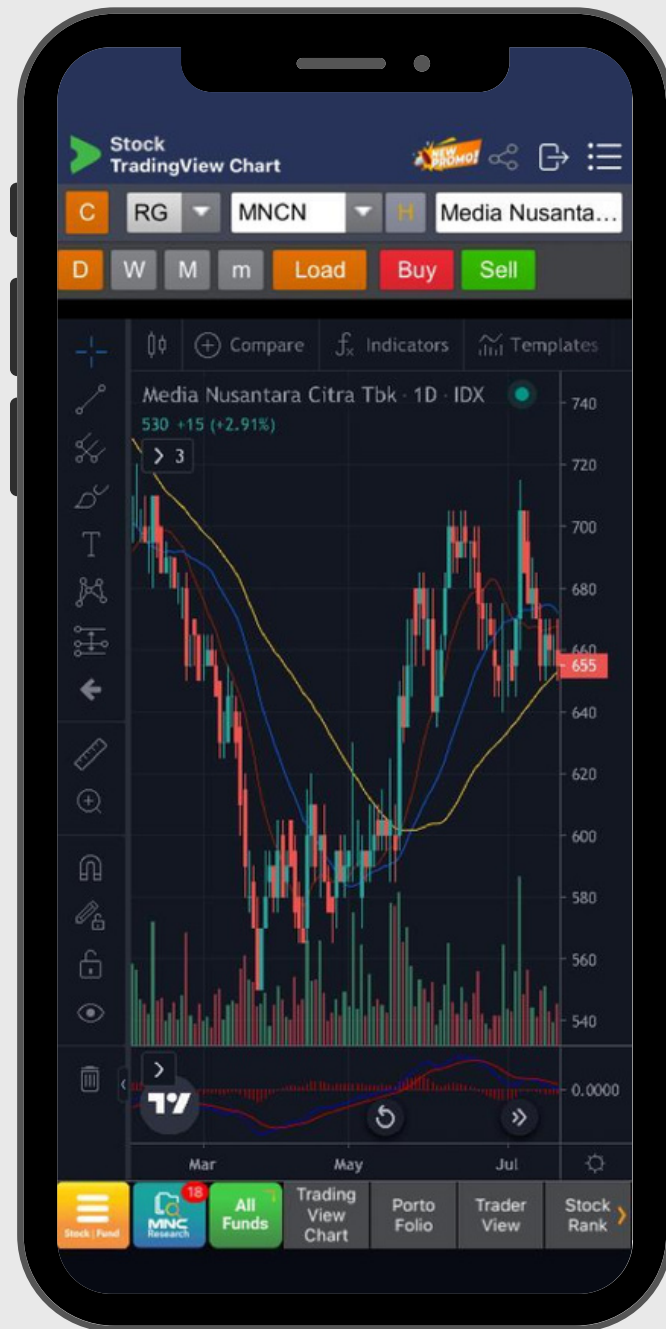 Stock
TradingView Chart
NEW PROMO!
C RG MNCN H Media Nusanta...
D W M m Load Buy Sell
Compare fx Indicators Templates
Media Nusantara Citra Tbk · 1D · IDX
530 +15 (+2.91%)
3
T
740
720
700
680
660
655
640
620
600
580
560
540
0.0000
Mar May Jul
Stock | Fund
18
MNC
Research
All
Funds
Trading
View
Chart
Porto
Folio
Trader
View
Stock
Rank